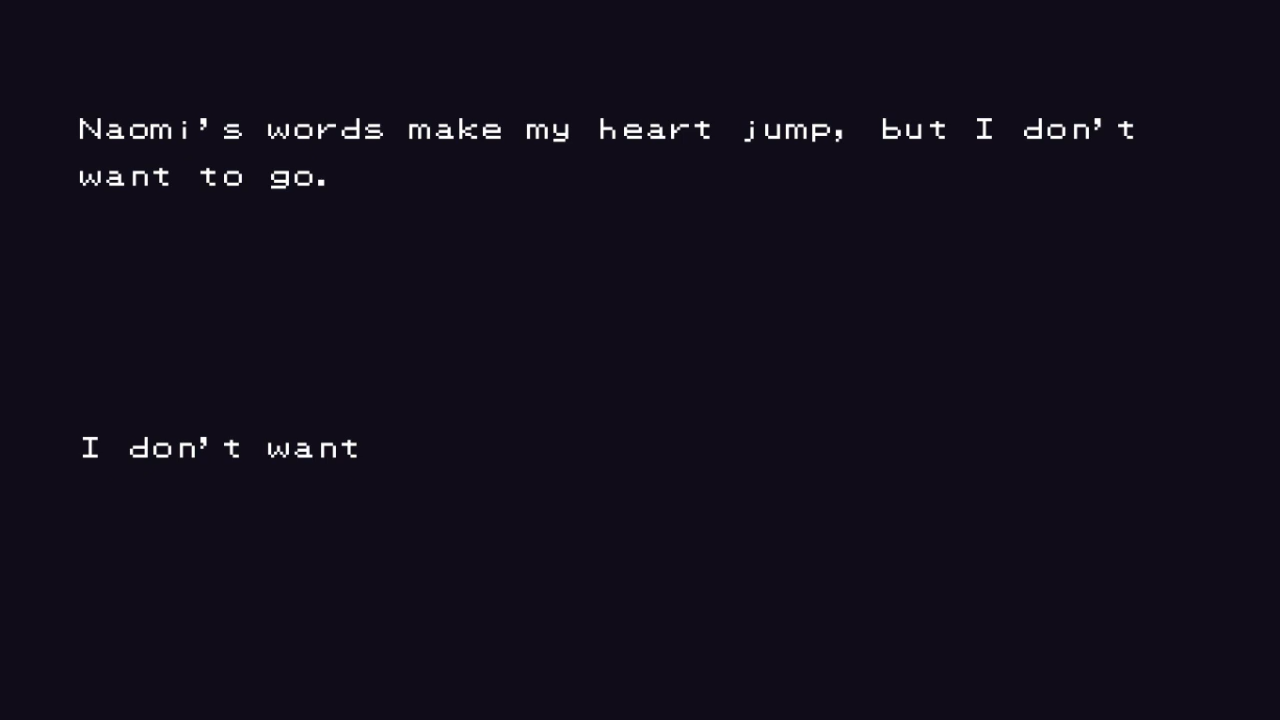 Naomi’s words make my heart jump, but I don’t
want to go.
I don’t want